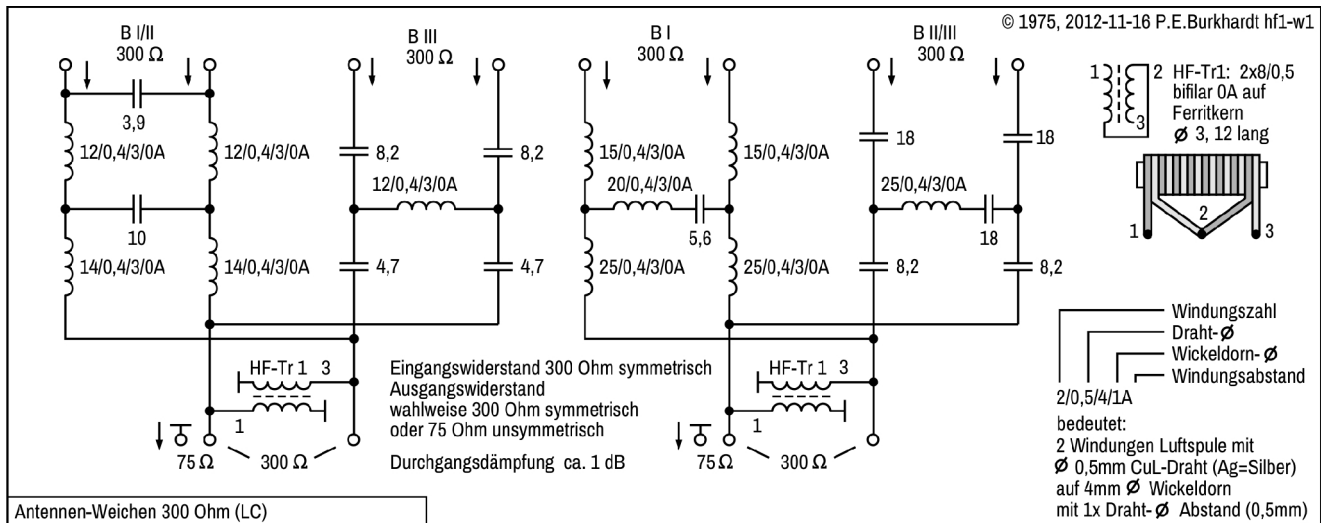 © 1975, 2012-11-16 P.E.Burkhardt hf1-w1
B I/II
300 Ω
B III
300 Ω
B I
300 Ω
B II/III
300 Ω
3,9
12/0,4/3/0A
12/0,4/3/0A
10
14/0,4/3/0A
14/0,4/3/0A
8,2
8,2
12/0,4/3/0A
4,7
4,7
15/0,4/3/0A
15/0,4/3/0A
20/0,4/3/0A
5,6
25/0,4/3/0A
25/0,4/3/0A
18
18
25/0,4/3/0A
18
8,2
8,2
1
2
3
HF-Tr1: 2x8/0,5
bifilar 0A auf
Ferritkern
Ø 3, 12 lang
1
2
3
HF-Tr 1
3
1
75 Ω
300 Ω
Eingangswiderstand 300 Ohm symmetrisch
Ausgangswiderstand
wahlweise 300 Ohm symmetrisch
oder 75 Ohm unsymmetrisch
Durchgangsdämpfung ca. 1 dB
HF-Tr 1
3
1
75 Ω
300 Ω
Windungszahl
Draht-Ø
Wickeldorn-Ø
Windungsabstand
2/0,5/4/1A
bedeutet:
2 Windungen Luftspule mit
Ø 0,5mm CuL-Draht (Ag=Silber)
auf 4mm Ø Wickeldorn
mit 1x Draht-Ø Abstand (0,5mm)
Antennen-Weichen 300 Ohm (LC)